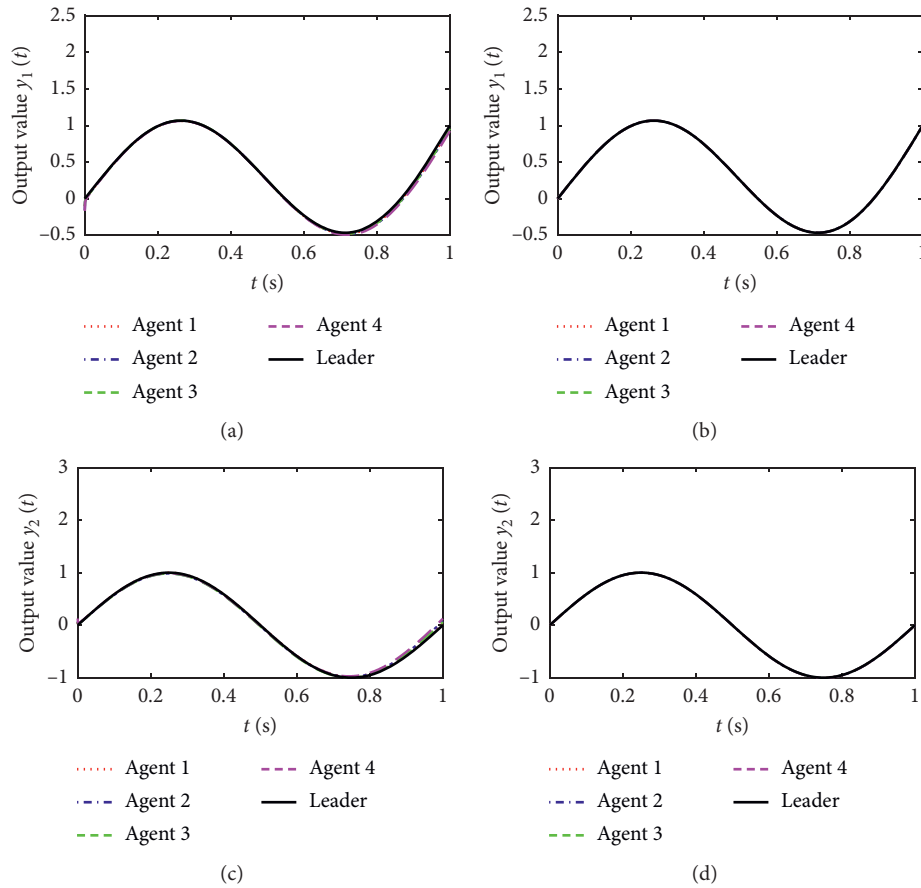 2.5
2
1.5
1
0.5
0
–0.5
Output value y1 (t)
0 0.2 0.4 0.6 0.8 1
t (s)
Agent 1
Agent 2
Agent 3
Agent 4
Leader
(a)
2.5
2
1.5
1
0.5
0
–0.5
Output value y1 (t)
0 0.2 0.4 0.6 0.8 1
t (s)
Agent 1
Agent 2
Agent 3
Agent 4
Leader
(b)
3
2
1
0
–1
Output value y2 (t)
0 0.2 0.4 0.6 0.8 1
t (s)
Agent 1
Agent 2
Agent 3
Agent 4
Leader
(c)
3
2
1
0
–1
Output value y2 (t)
0 0.2 0.4 0.6 0.8 1
t (s)
Agent 1
Agent 2
Agent 3
Agent 4
Leader
(d)